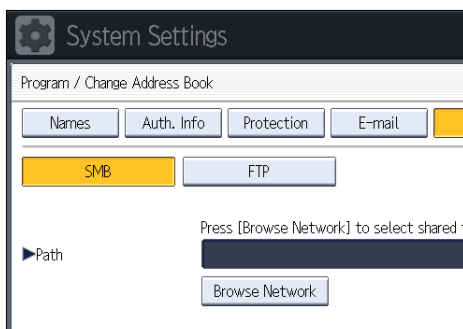 System Settings
Program / Change Address Book
Names Auth. Info Protection E-mail
SMB FTP
Press [Browse Network] to select shared
▶Path
Browse Network